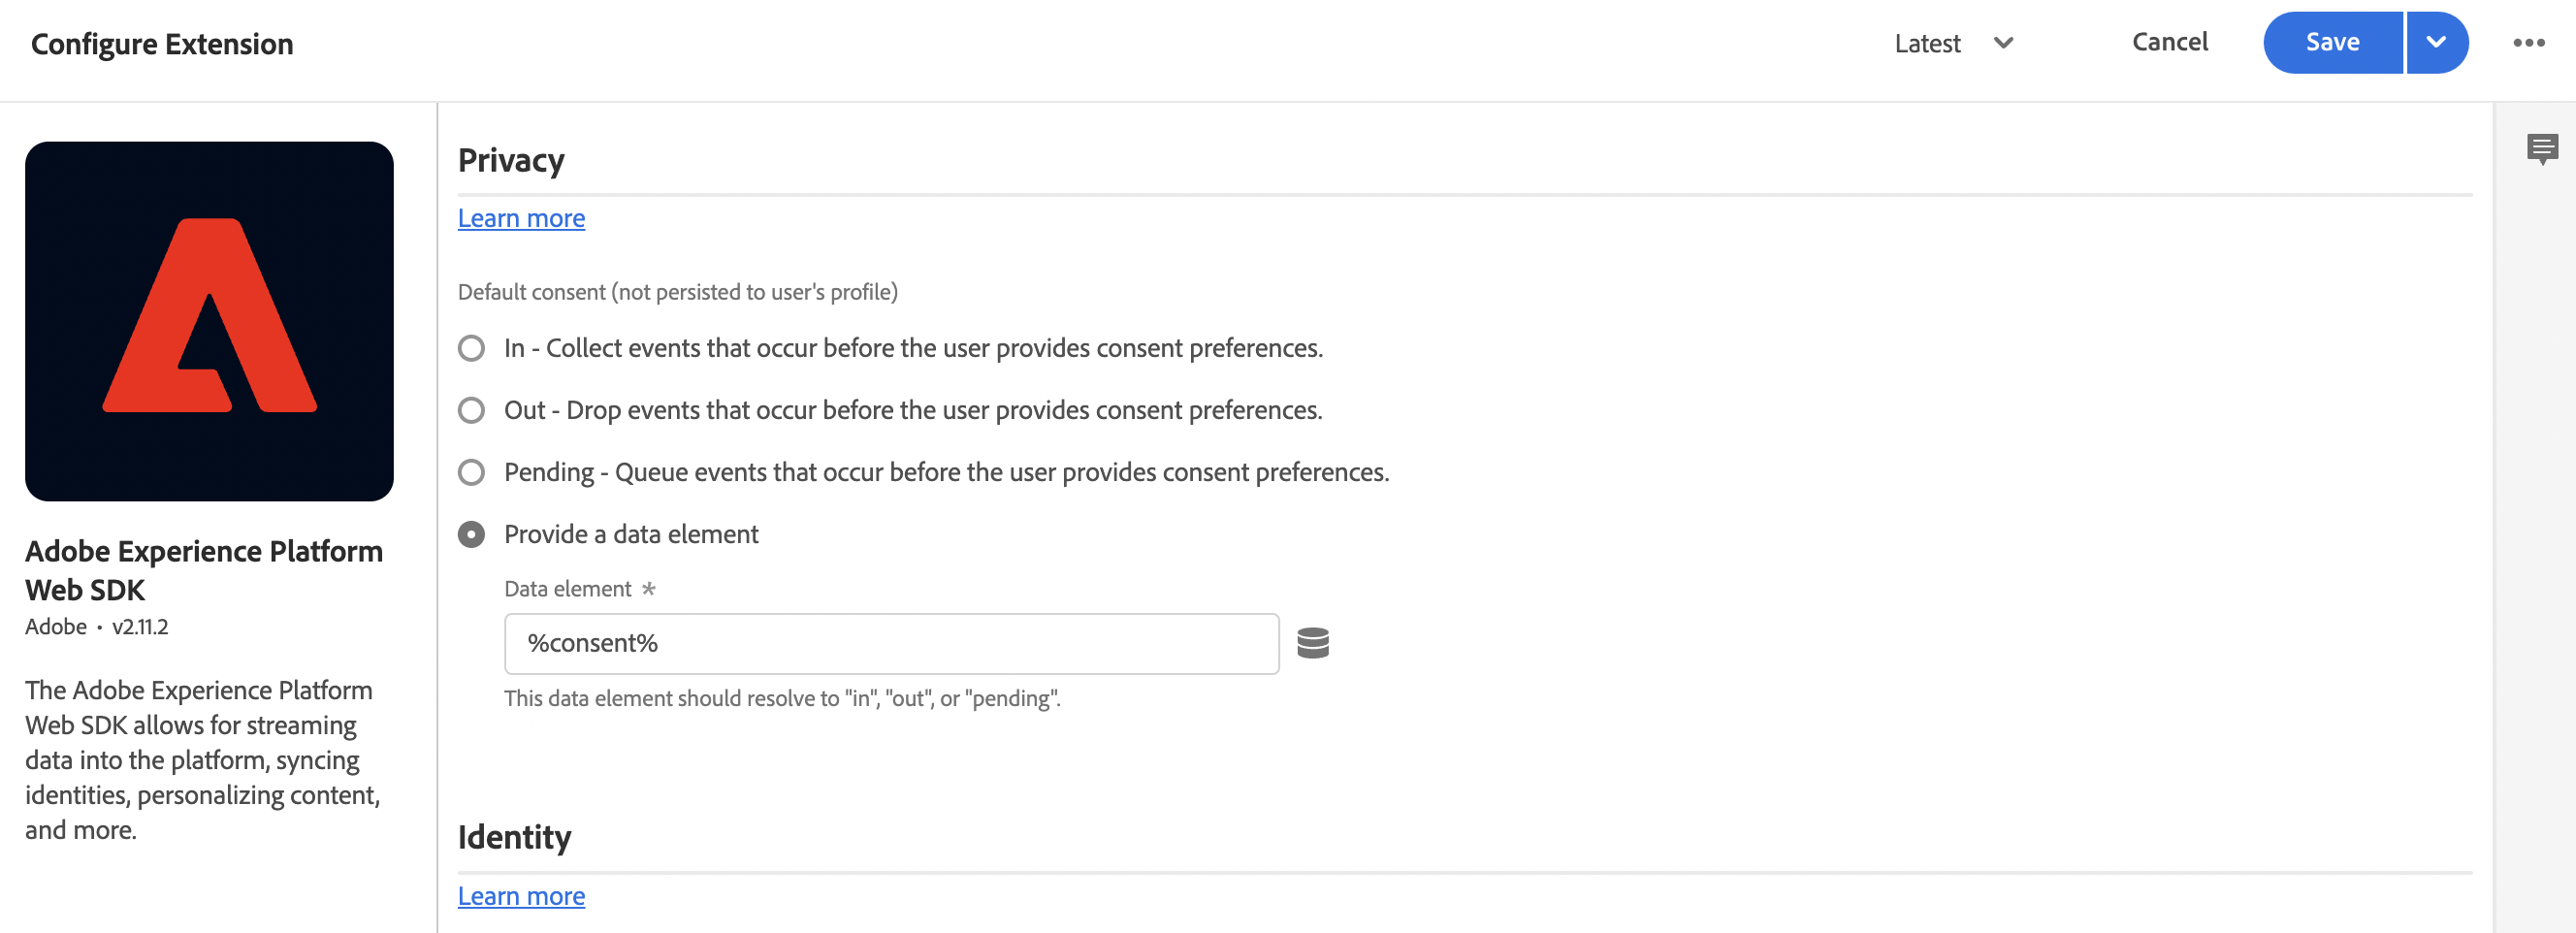 Configure Extension
Latest
Cancel
Save
Adobe Experience Platform
Web SDK
Adobe • v2.11.2
The Adobe Experience Platform
Web SDK allows for streaming
data into the platform, syncing
identities, personalizing content,
and more.
Privacy
Learn more
Default consent (not persisted to user's profile)
In - Collect events that occur before the user provides consent preferences.
Out - Drop events that occur before the user provides consent preferences.
Pending - Queue events that occur before the user provides consent preferences.
Provide a data element
Data element *
%consent%
This data element should resolve to "in", "out", or "pending".
Identity
Learn more